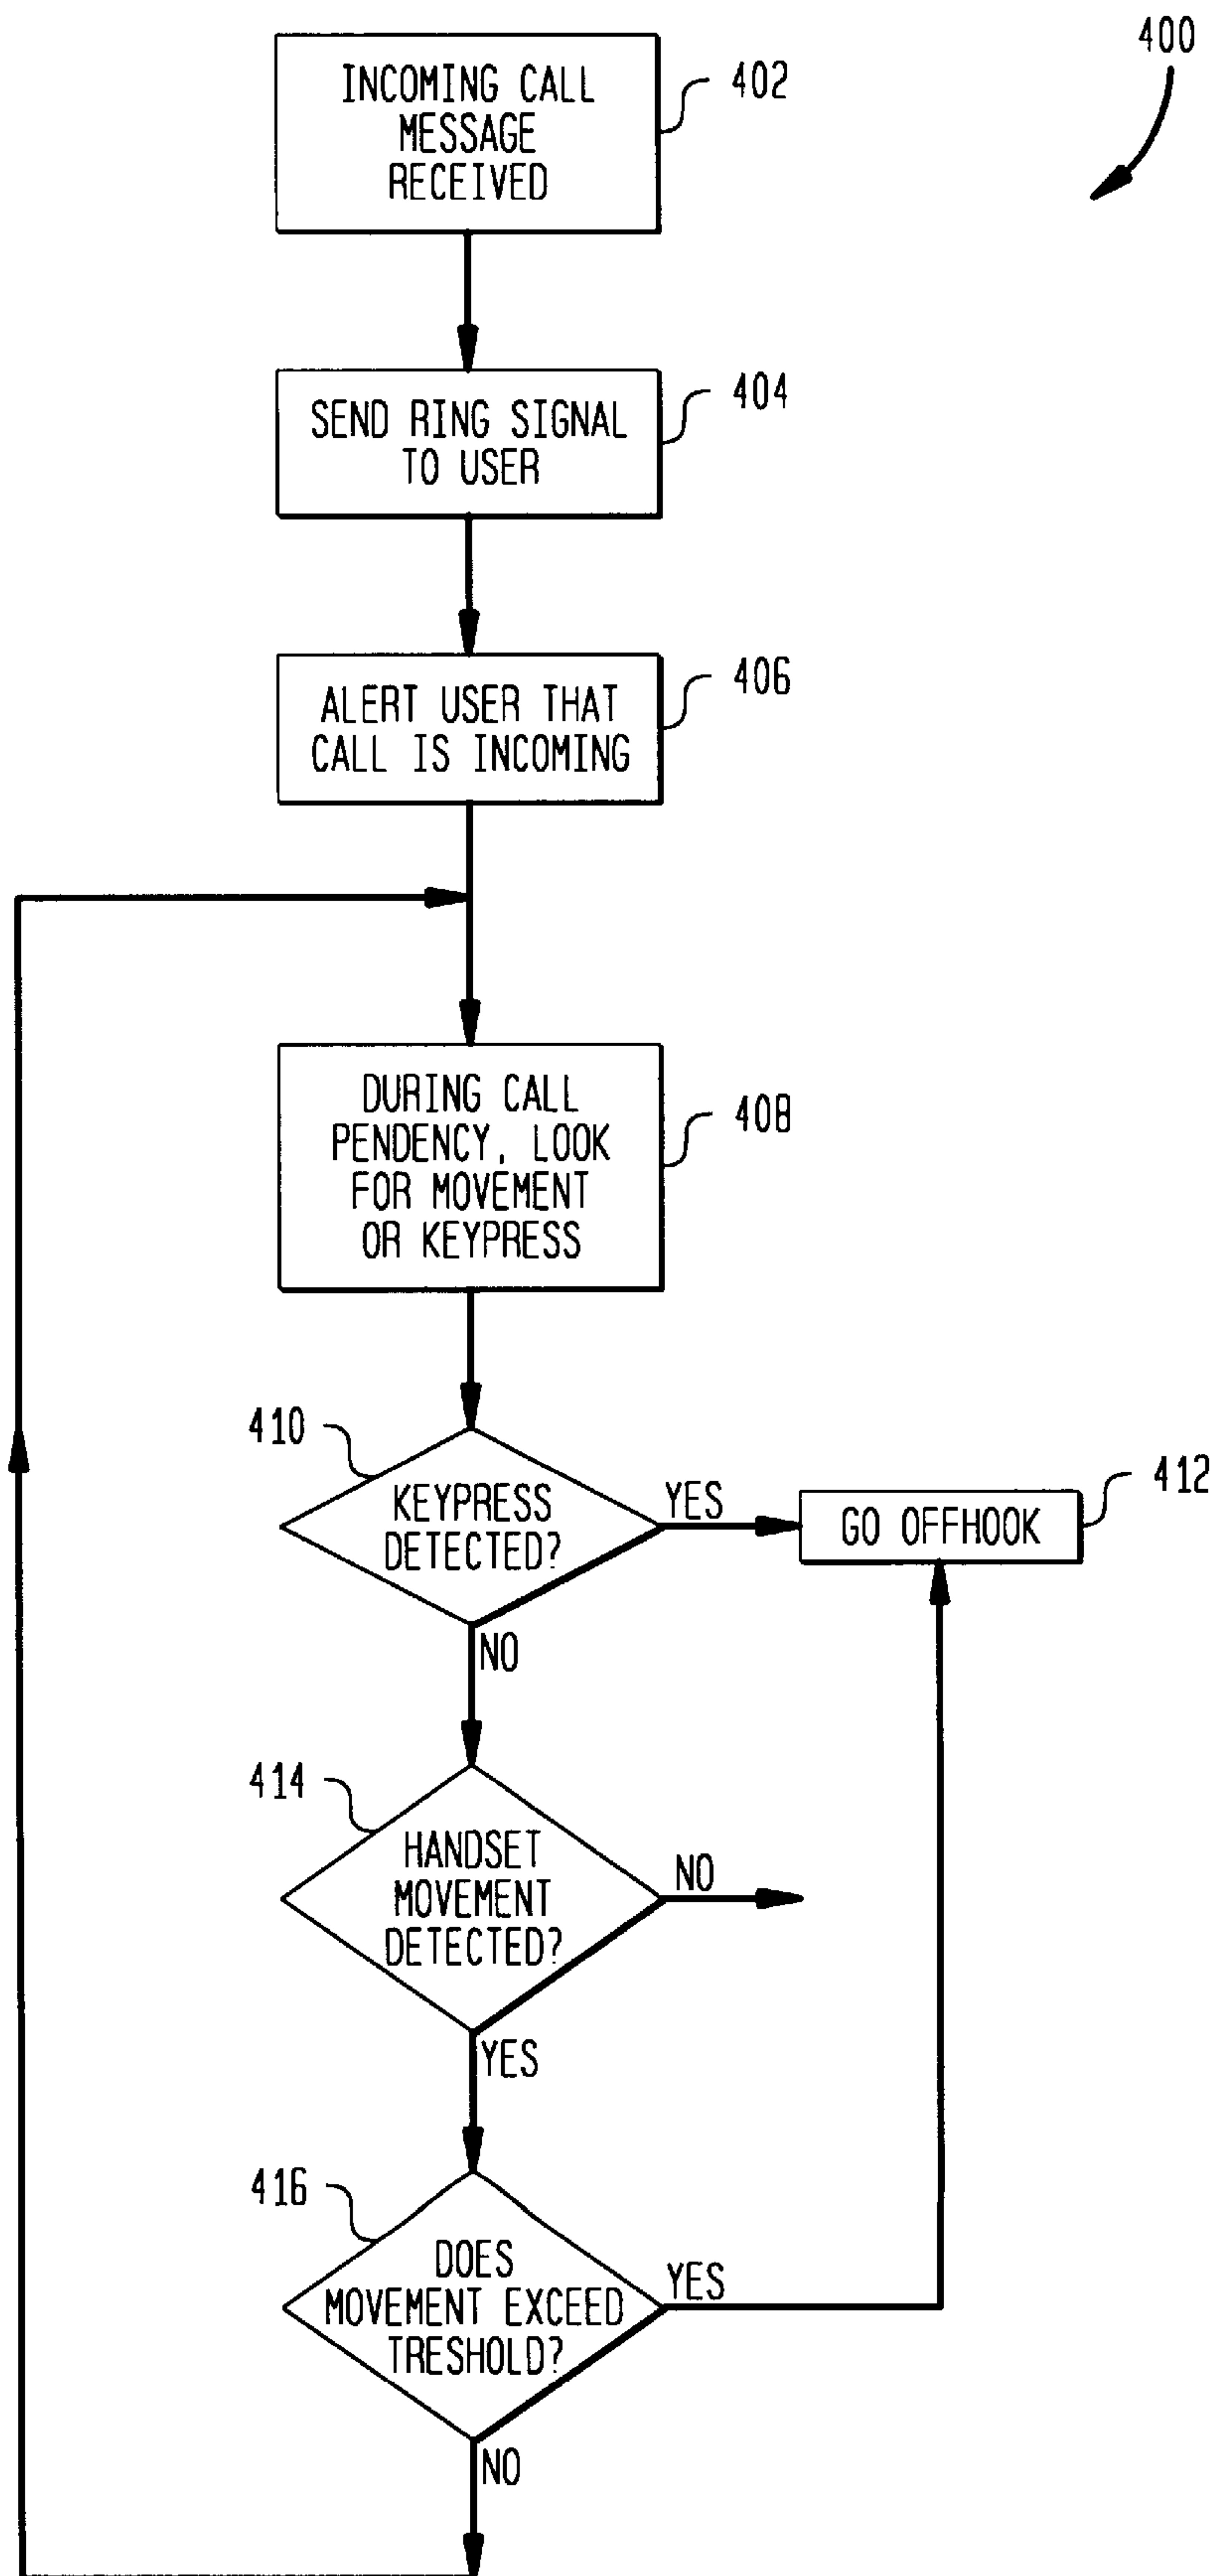 400
INCOMING CALL
MESSAGE
RECEIVED
402
SEND RING SIGNAL
TO USER
404
ALERT USER THAT
CALL IS INCOMING
406
DURING CALL
PENDENCY, LOOK
FOR MOVEMENT
OR KEYPRESS
408
410
KEYPRESS
DETECTED?
YES
GO OFFHOOK
412
NO
414
HANDSET
MOVEMENT
DETECTED?
NO
YES
416
DOES
MOVEMENT EXCEED
TRESHOLD?
YES
NO